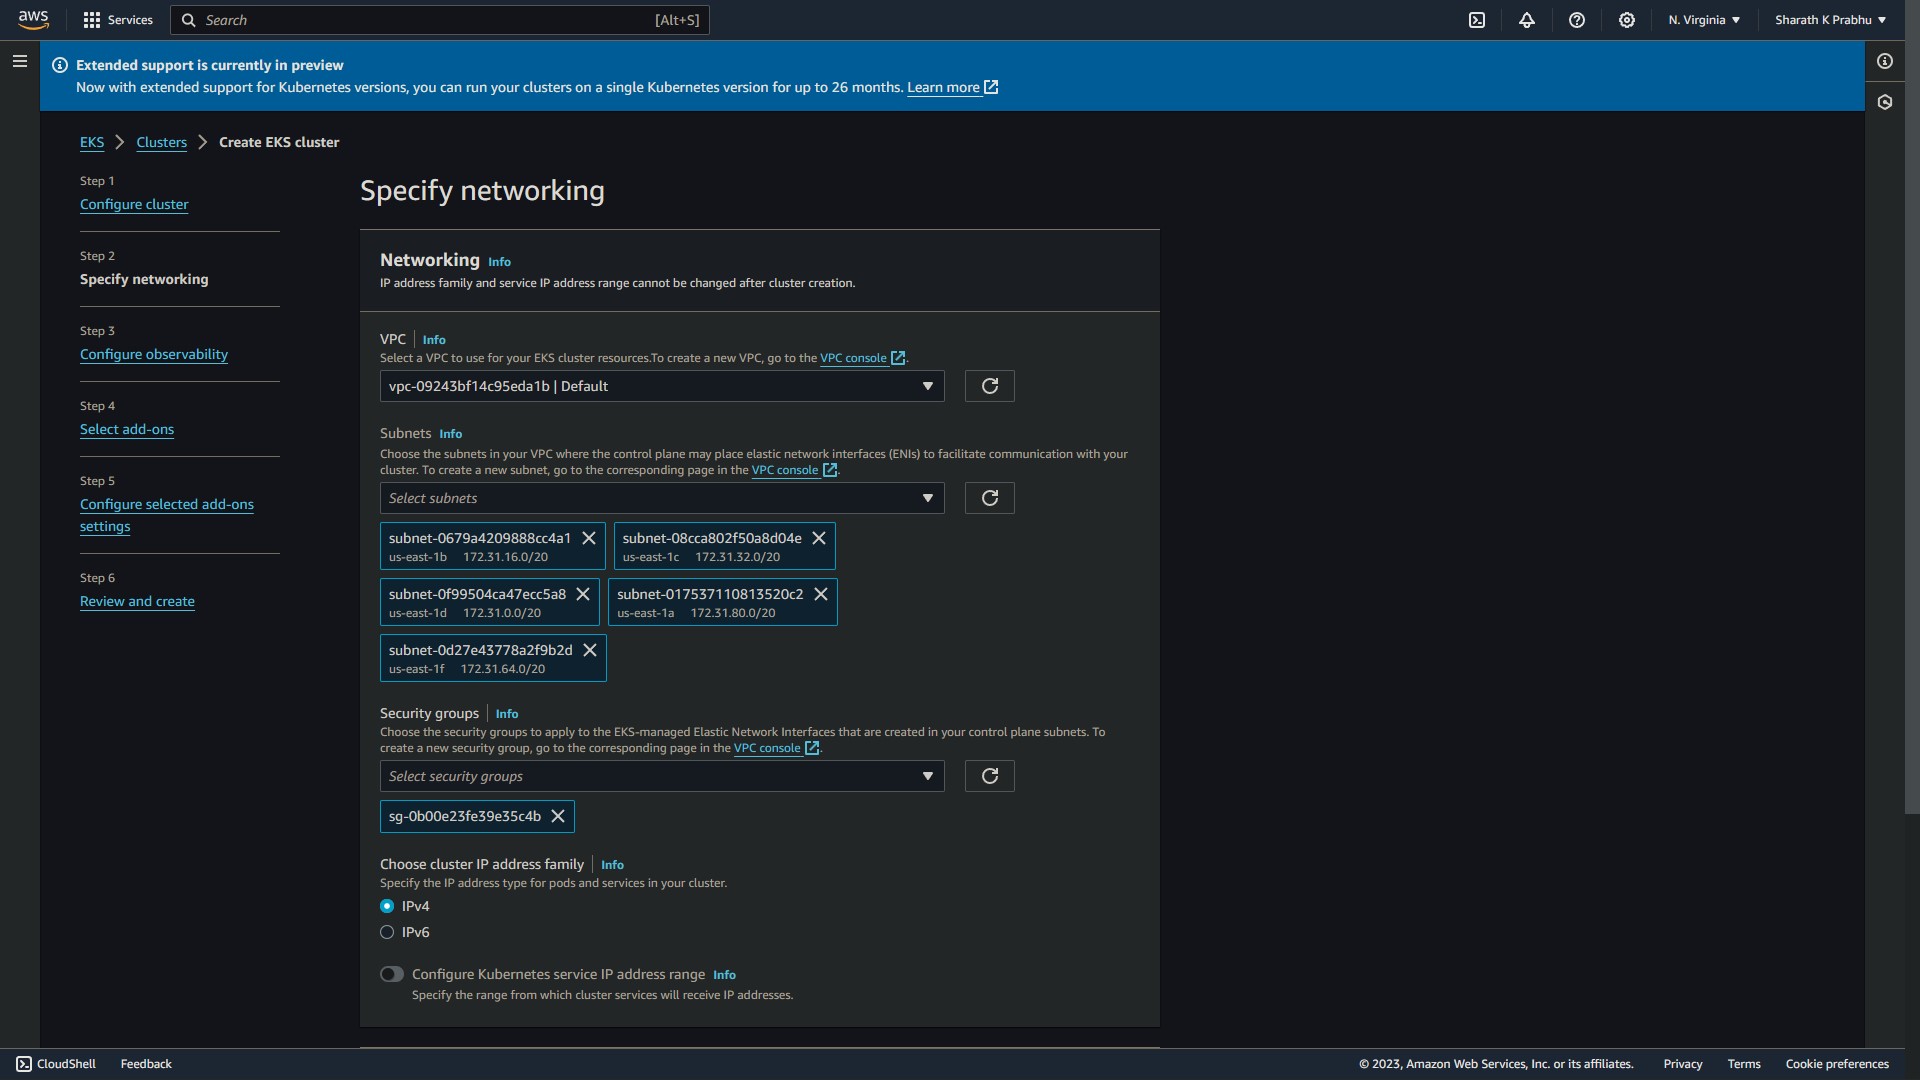 aws
Services
Search
[Alt+S]
N. Virginia
Sharath K Prabhu
Extended support is currently in preview
Now with extended support for Kubernetes versions, you can run your clusters on a single Kubernetes version for up to 26 months. Learn more
EKS
Clusters
Create EKS cluster
Step 1
Configure cluster
Step 2
Specify networking
Step 3
Configure observability
Step 4
Select add-ons
Step 5
Configure selected add-ons
settings
Step 6
Review and create
Specify networking
Networking Info
IP address family and service IP address range cannot be changed after cluster creation.
VPC Info
Select a VPC to use for your EKS cluster resources.To create a new VPC, go to the VPC console.
vpc-09243bf14c95eda1b | Default
Subnets Info
Choose the subnets in your VPC where the control plane may place elastic network interfaces (ENIs) to facilitate communication with your
cluster. To create a new subnet, go to the corresponding page in the VPC console.
Select subnets
subnet-0679a4209888cc4a1
us-east-1b 172.31.16.0/20
subnet-08cca802f50a8d04e
us-east-1c 172.31.32.0/20
subnet-0f99504ca47ecc5a8
us-east-1d 172.31.0.0/20
subnet-017537110813520c2
us-east-1a 172.31.80.0/20
subnet-0d27e43778a2f9b2d
us-east-1f 172.31.64.0/20
Security groups Info
Choose the security groups to apply to the EKS-managed Elastic Network Interfaces that are created in your control plane subnets. To
create a new security group, go to the corresponding page in the VPC console.
Select security groups
sg-0b00e23fe39e35c4b
Choose cluster IP address family Info
Specify the IP address type for pods and services in your cluster.
IPv4
IPv6
Configure Kubernetes service IP address range Info
Specify the range from which cluster services will receive IP addresses.
CloudShell
Feedback
© 2023, Amazon Web Services, Inc. or its affiliates.
Privacy
Terms
Cookie preferences